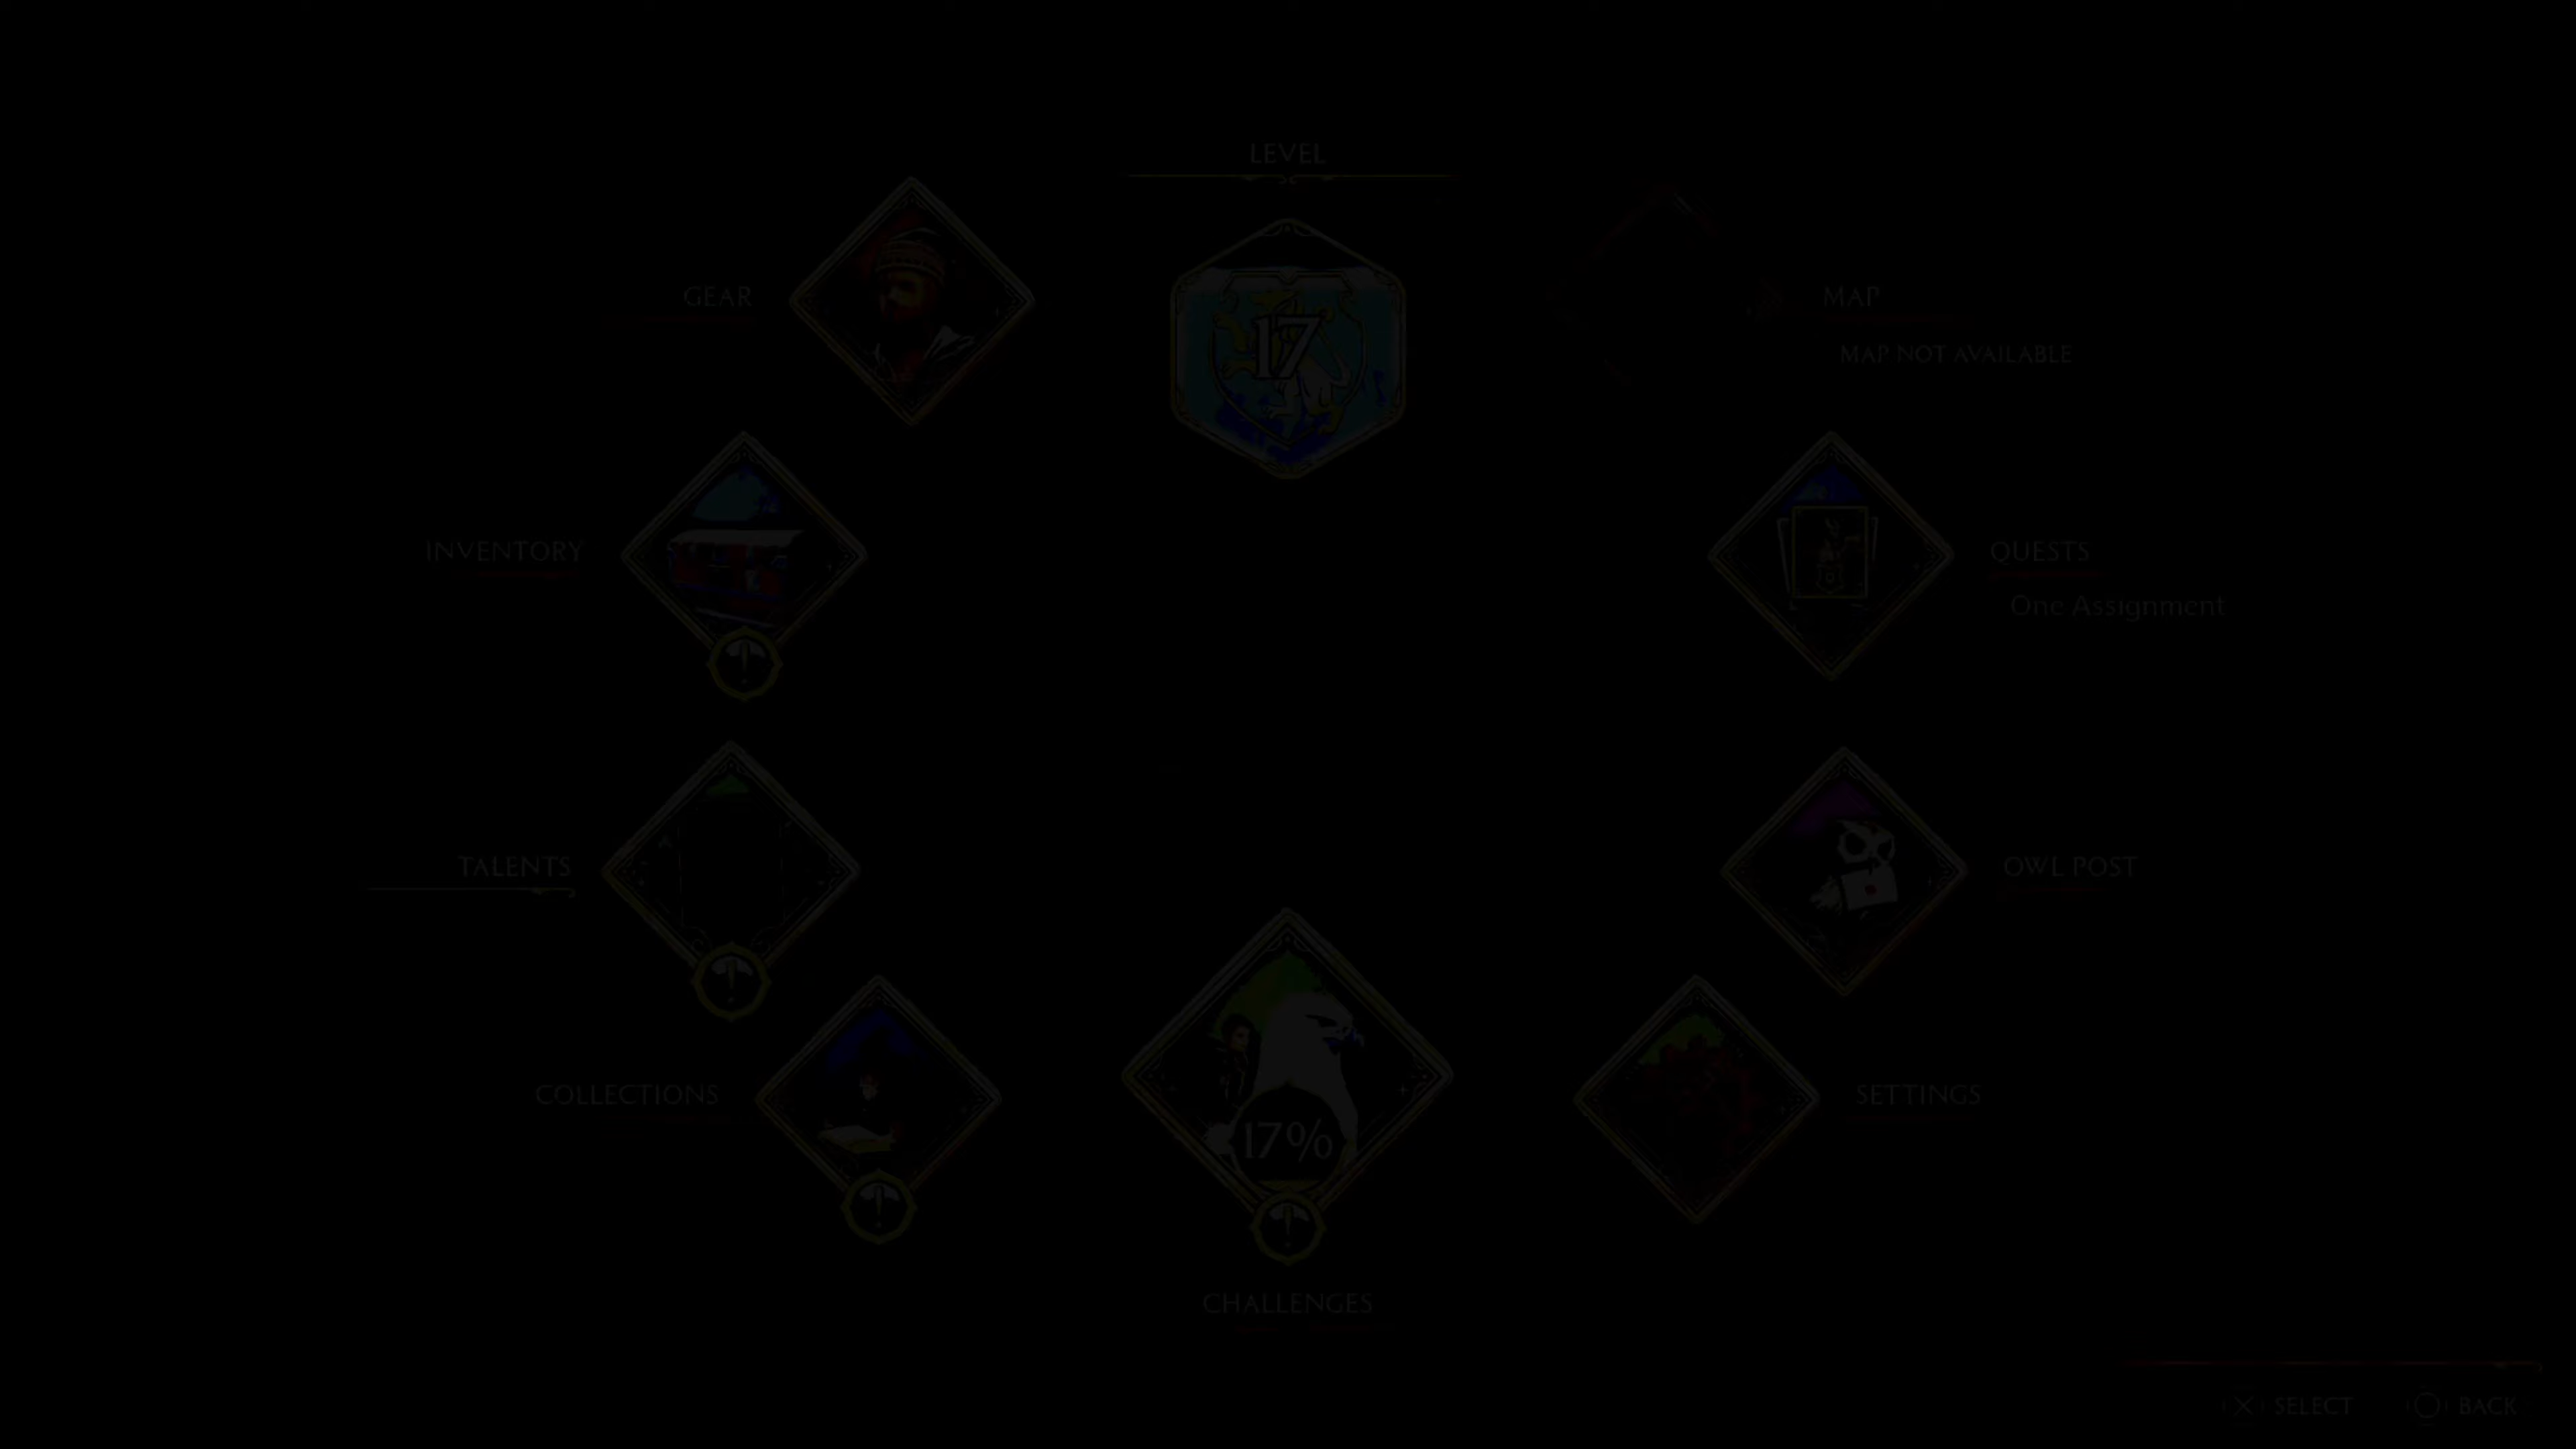 LEVEL
17
GEAR
MAP
MAP NOT AVAILABLE
INVENTORY
QUESTS
One Assignment
TALENTS
OWL POST
COLLECTIONS
17%
SETTINGS
CHALLENGES
SELECT
BACK